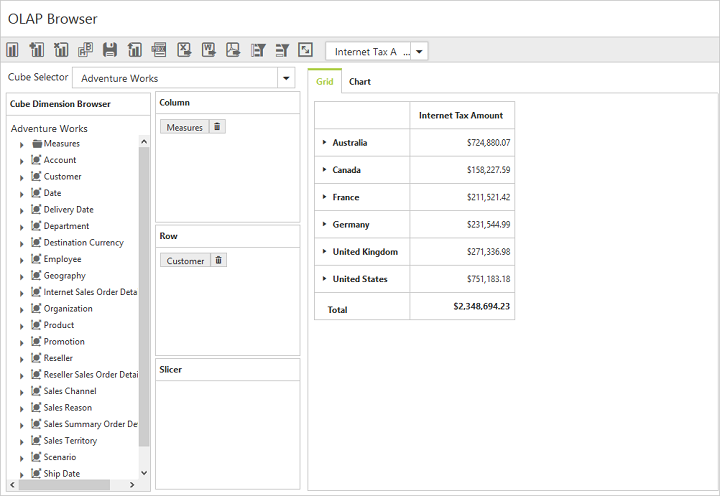 OLAP Browser
Internet Tax A ...
Cube Selector
Adventure Works
Cube Dimension Browser
Adventure Works
Measures
Account
Customer
Date
Delivery Date
Department
Destination Currency
Employee
Geography
Internet Sales Order Deta
Organization
Product
Promotion
Reseller
Reseller Sales Order Detai
Sales Channel
Sales Reason
Sales Summary Order De
Sales Territory
Scenario
Ship Date
Column
Measures
Row
Customer
Slicer
Grid Chart
Internet Tax Amount
Australia $724,880.07
Canada $158,227.59
France $211,521.42
Germany $231,544.99
United Kingdom $271,336.98
United States $751,183.18
Total $2,348,694.23